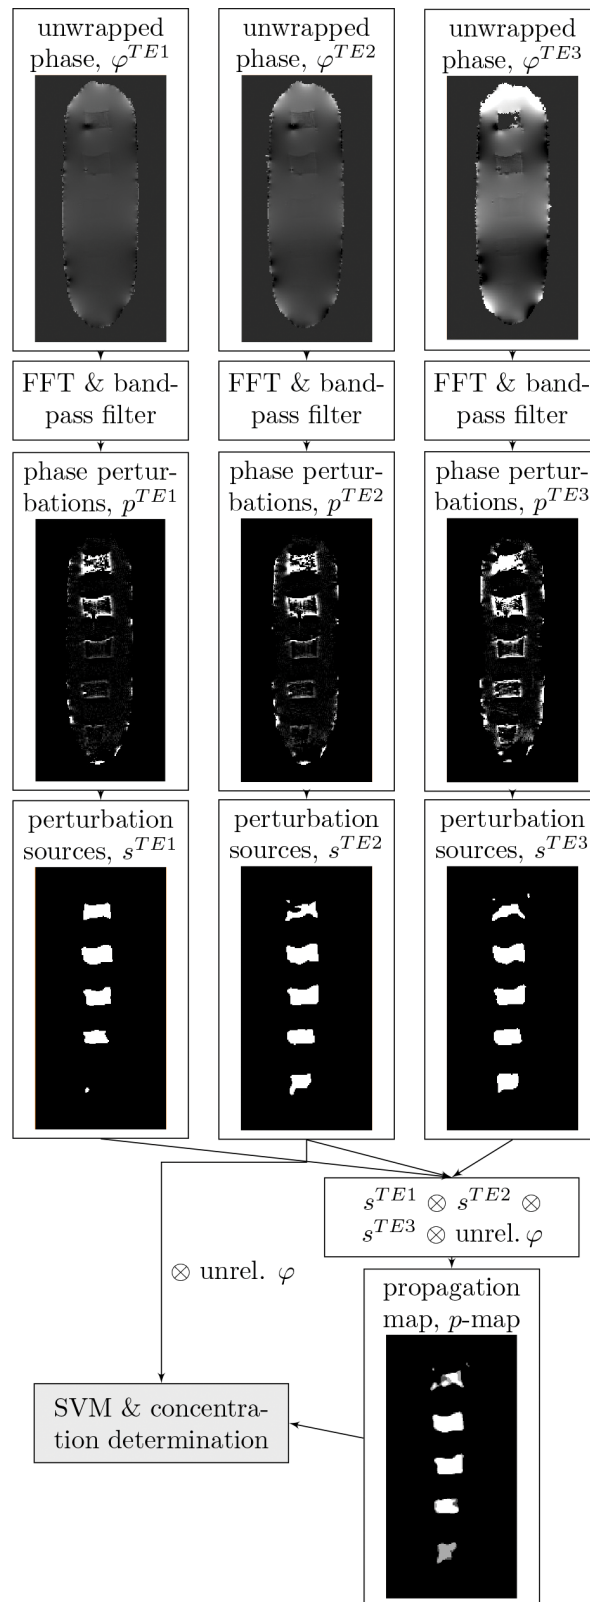 unwrapped
phase, φ^TE1
unwrapped
phase, φ^TE2
unwrapped
phase, φ^TE3
FFT & band-
pass filter
FFT & band-
pass filter
FFT & band-
pass filter
phase pertur-
bations, p^TE1
phase pertur-
bations, p^TE2
phase pertur-
bations, p^TE3
perturbation
sources, s^TE1
perturbation
sources, s^TE2
perturbation
sources, s^TE3
s^TE1 ⊗ s^TE2 ⊗
s^TE3 ⊗ unrel. φ
⊗ unrel. φ
propagation
map, p-map
SVM & concentra-
tion determination